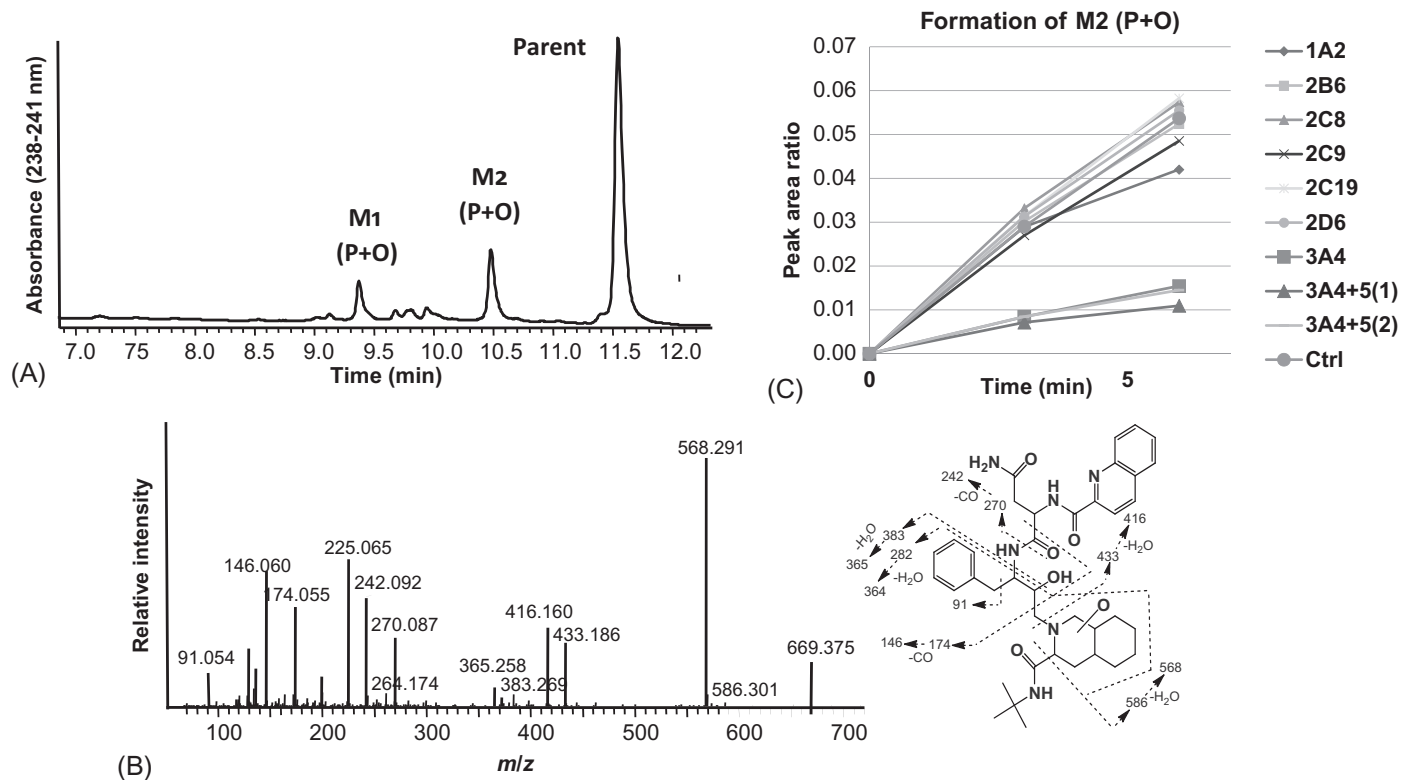 Absorbance (238-241 nm)
Parent
M1
(P+O)
M2
(P+O)
7.0 7.5 8.0 8.5 9.0 9.5 10.0 10.5 11.0 11.5 12.0
Time (min)
(A)
Formation of M2 (P+O)
Peak area ratio
0.07
0.06
0.05
0.04
0.03
0.02
0.01
0.00
0 5
Time (min)
(C)
1A2
2B6
2C8
2C9
2C19
2D6
3A4
3A4+5(1)
3A4+5(2)
Ctrl
Relative intensity
568.291
225.065
146.060
242.092
174.055
416.160
433.186
270.087
669.375
91.054
365.258
264.174
383.269
586.301
100 200 300 400 500 600 700
m/z
(B)
H2N
O
N
242
-CO
270
H
N
O
416
-H2O
433
-H2O
383
365
282
HN
O
364
-H2O
OH
91
O
N
146
174
-CO
O
NH
568
586
-H2O